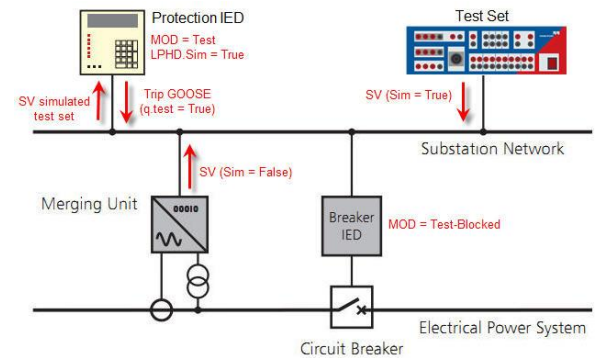 Protection IED
MOD = Test
LPHD.Sim = True
Test Set
SV simulated
test set
Trip GOOSE
(q.test = True)
SV (Sim = True)
Substation Network
SV (Sim = False)
Merging Unit
00010
Breaker
IED
MOD = Test-Blocked
Electrical Power System
Circuit Breaker